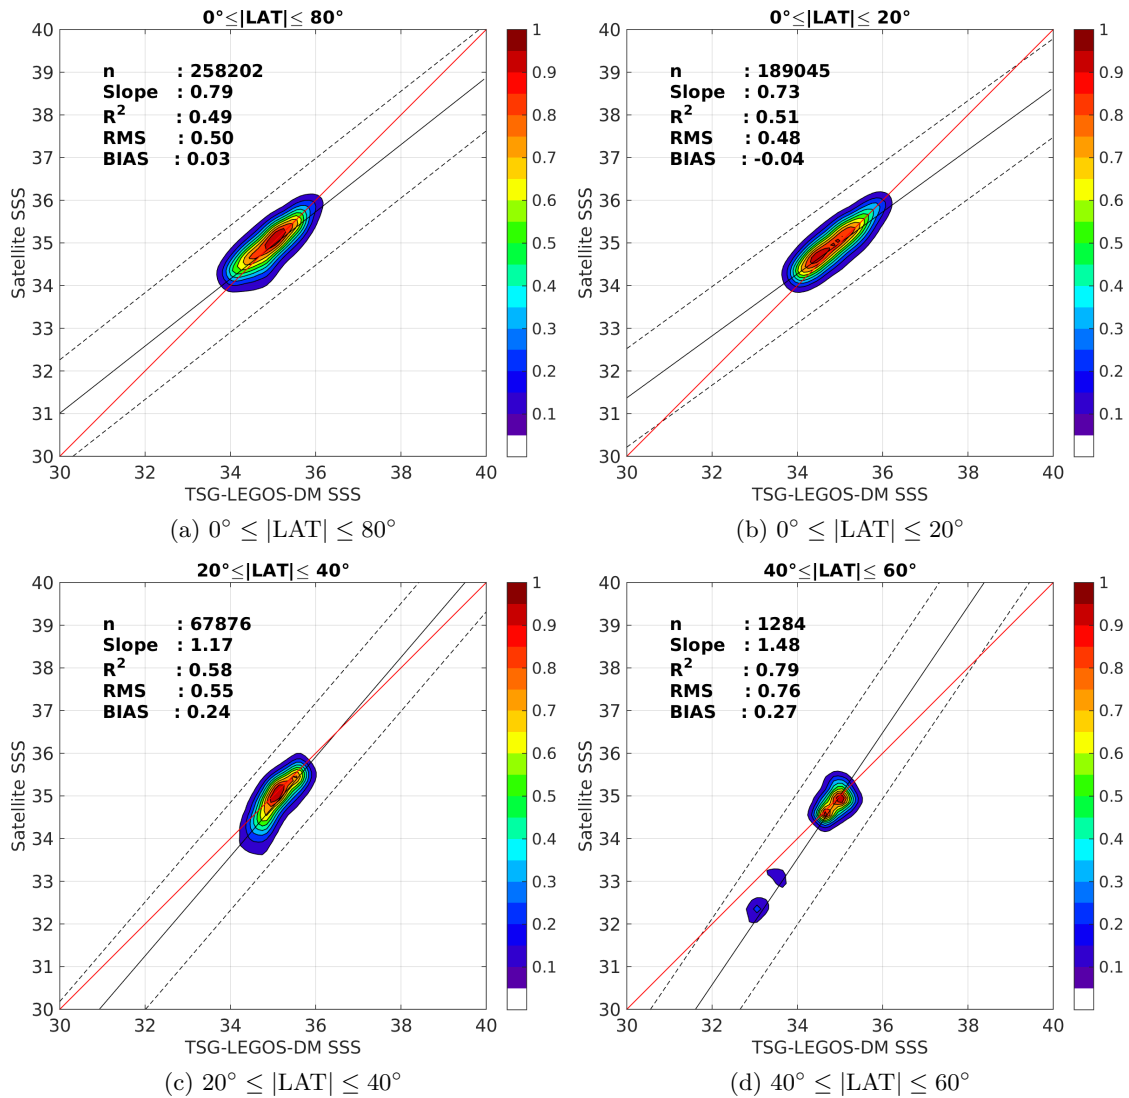 0°≤|LAT|≤ 80°
n : 258202
Slope : 0.79
R2 : 0.49
RMS : 0.50
BIAS : 0.03
40
39
38
37
36
35
34
33
32
31
30
30 32 34 36 38 40
Satellite SSS
TSG-LEGOS-DM SSS
1
0.9
0.8
0.7
0.6
0.5
0.4
0.3
0.2
0.1
(a) 0° ≤ |LAT| ≤ 80°
0°≤|LAT|≤ 20°
n : 189045
Slope : 0.73
R2 : 0.51
RMS : 0.48
BIAS : -0.04
40
39
38
37
36
35
34
33
32
31
30
30 32 34 36 38 40
Satellite SSS
TSG-LEGOS-DM SSS
1
0.9
0.8
0.7
0.6
0.5
0.4
0.3
0.2
0.1
(b) 0° ≤ |LAT| ≤ 20°
20°≤|LAT|≤ 40°
n : 67876
Slope : 1.17
R2 : 0.58
RMS : 0.55
BIAS : 0.24
40
39
38
37
36
35
34
33
32
31
30
30 32 34 36 38 40
Satellite SSS
TSG-LEGOS-DM SSS
1
0.9
0.8
0.7
0.6
0.5
0.4
0.3
0.2
0.1
(c) 20° ≤ |LAT| ≤ 40°
40°≤|LAT|≤ 60°
n : 1284
Slope : 1.48
R2 : 0.79
RMS : 0.76
BIAS : 0.27
40
39
38
37
36
35
34
33
32
31
30
30 32 34 36 38 40
Satellite SSS
TSG-LEGOS-DM SSS
1
0.9
0.8
0.7
0.6
0.5
0.4
0.3
0.2
0.1
(d) 40° ≤ |LAT| ≤ 60°